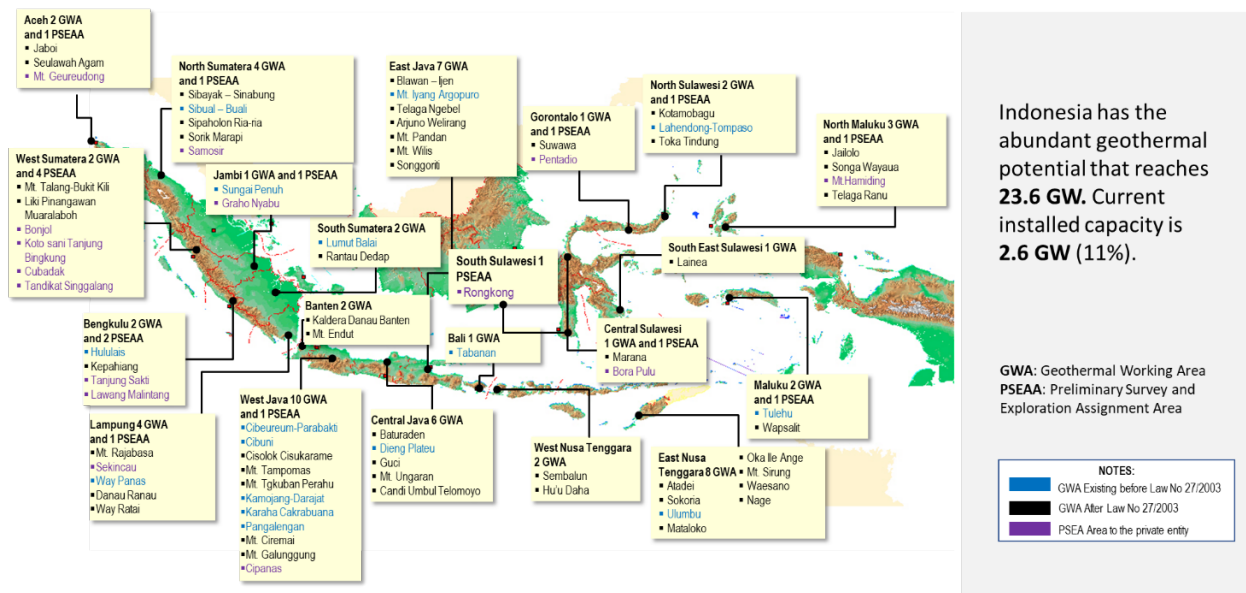 Aceh 2 GWA
and 1 PSEAA
▪ Jaboi
▪ Seulawah Agam
▪ Mt. Geureudong
North Sumatera 4 GWA
and 1 PSEAA
▪ Sibayak – Sinabung
▪ Sibual – Buali
▪ Sipaholon Ria-ria
▪ Sorik Marapi
▪ Samosir
East Java 7 GWA
▪ Blawan – Ijen
▪ Mt. Iyang Argopuro
▪ Telaga Ngebel
▪ Arjuno Welirang
▪ Mt. Pandan
▪ Mt. Wilis
▪ Songgoriti
North Sulawesi 2 GWA
and 1 PSEAA
▪ Kotamobagu
▪ Lahendong-Tompaso
▪ Toka Tindung
Gorontalo 1 GWA
and 1 PSEAA
▪ Suwawa
▪ Pentadio
North Maluku 3 GWA
and 1 PSEAA
▪ Jailolo
▪ Songa Wayaua
▪ Mt.Hamiding
▪ Telaga Ranu
West Sumatera 2 GWA
and 4 PSEAA
▪ Mt. Talang-Bukit Kili
▪ Liki Pinangawan
Muaralaboh
▪ Bonjol
▪ Koto sani Tanjung
Bingkung
▪ Cubadak
▪ Tandikat Singgalang
Jambi 1 GWA and 1 PSEAA
▪ Sungai Penuh
▪ Graho Nyabu
South Sumatera 2 GWA
▪ Lumut Balai
▪ Rantau Dedap
South Sulawesi 1
PSEAA
▪ Rongkong
South East Sulawesi 1 GWA
▪ Lainea
Banten 2 GWA
▪ Kaldera Danau Banten
▪ Mt. Endut
Bali 1 GWA
▪ Tabanan
Central Sulawesi
1 GWA and 1 PSEAA
▪ Marana
▪ Bora Pulu
Bengkulu 2 GWA
and 2 PSEAA
▪ Hululais
▪ Kepahiang
▪ Tanjung Sakti
▪ Lawang Malintang
Maluku 2 GWA
and 1 PSEAA
▪ Tulehu
▪ Wapsalit
Lampung 4 GWA
and 1 PSEAA
▪ Mt. Rajabasa
▪ Sekincau
▪ Way Panas
▪ Danau Ranau
▪ Way Ratai
West Java 10 GWA
and 1 PSEAA
▪ Cibeureum-Parabakti
▪ Cibuni
▪ Cisolok Cisukarame
▪ Mt. Tampomas
▪ Mt. Tgkuban Perahu
▪ Kamojang-Darajat
▪ Karaha Cakrabuana
▪ Pangalengan
▪ Mt. Ciremai
▪ Mt. Galunggung
▪ Cipanas
Central Java 6 GWA
▪ Baturaden
▪ Dieng Plateu
▪ Guci
▪ Mt. Ungaran
▪ Candi Umbul Telomoyo
West Nusa Tenggara
2 GWA
▪ Sembalun
▪ Hu'u Daha
East Nusa
Tenggara 8 GWA
▪ Atadei
▪ Sokoria
▪ Ulumbu
▪ Mataloko
▪ Oka Ile Ange
▪ Mt. Sirung
▪ Waesano
▪ Nage
Indonesia has the
abundant geothermal
potential that reaches
23.6 GW. Current
installed capacity is
2.6 GW (11%).
GWA: Geothermal Working Area
PSEAA: Preliminary Survey and
Exploration Assignment Area
NOTES:
GWA Existing before Law No 27/2003
GWA After Law No 27/2003
PSEA Area to the private entity